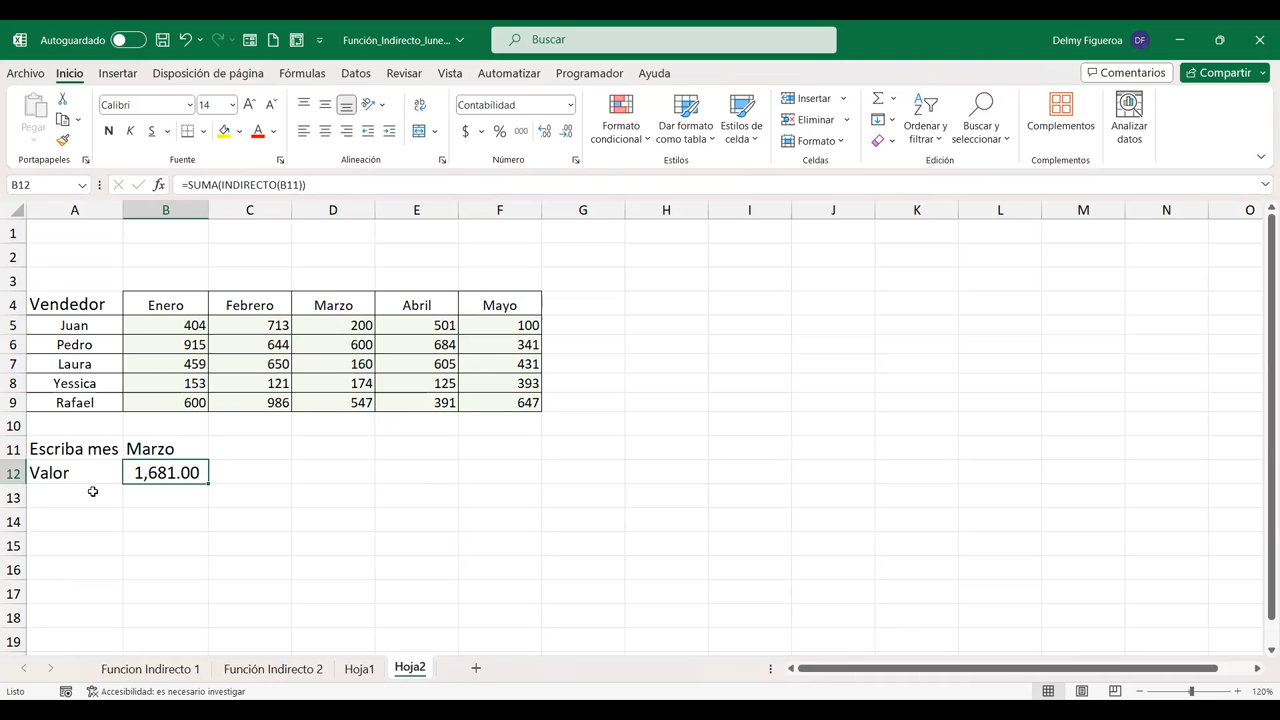 Autoguardado
Función_Indirecto_lune...
Buscar
Delmy Figueroa
DF
Archivo Inicio Insertar Disposición de página Fórmulas Datos Revisar Vista Automatizar Programador Ayuda
Comentarios
Compartir
Pegar
Portapapeles
Calibri
14
N K S
Fuente
Alineación
Contabilidad
$ % 000
Número
Formato condicional
Dar formato como tabla
Estilos de celda
Estilos
Insertar
Eliminar
Formato
Celdas
Ordenar y filtrar
Buscar y seleccionar
Edición
Complementos
Complementos
Analizar datos
B12
fx
=SUMA(INDIRECTO(B11))
A B C D E F G H I J K L M N O
1
2
3
4 Vendedor Enero Febrero Marzo Abril Mayo
5 Juan 404 713 200 501 100
6 Pedro 915 644 600 684 341
7 Laura 459 650 160 605 431
8 Yessica 153 121 174 125 393
9 Rafael 600 986 547 391 647
10
11 Escriba mes Marzo
12 Valor 1,681.00
13
14
15
16
17
18
19
Funcion Indirecto 1 Función Indirecto 2 Hoja1 Hoja2
Listo
Accesibilidad: es necesario investigar
120%